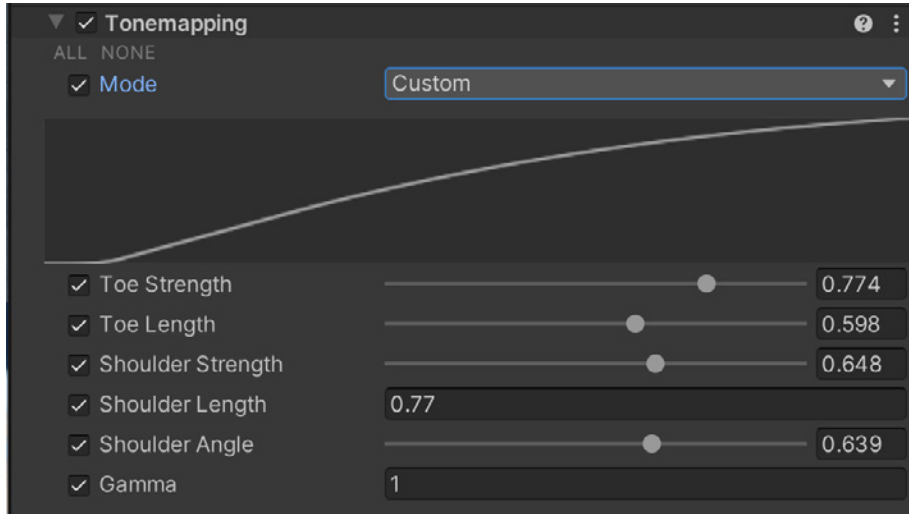 Tonemapping
ALL NONE
Mode Custom
Toe Strength 0.774
Toe Length 0.598
Shoulder Strength 0.648
Shoulder Length 0.77
Shoulder Angle 0.639
Gamma 1